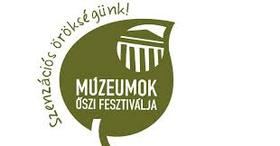 Szenzációs örökségünk!
MÚZEUMOK
ŐSZI FESZTIVÁLJA